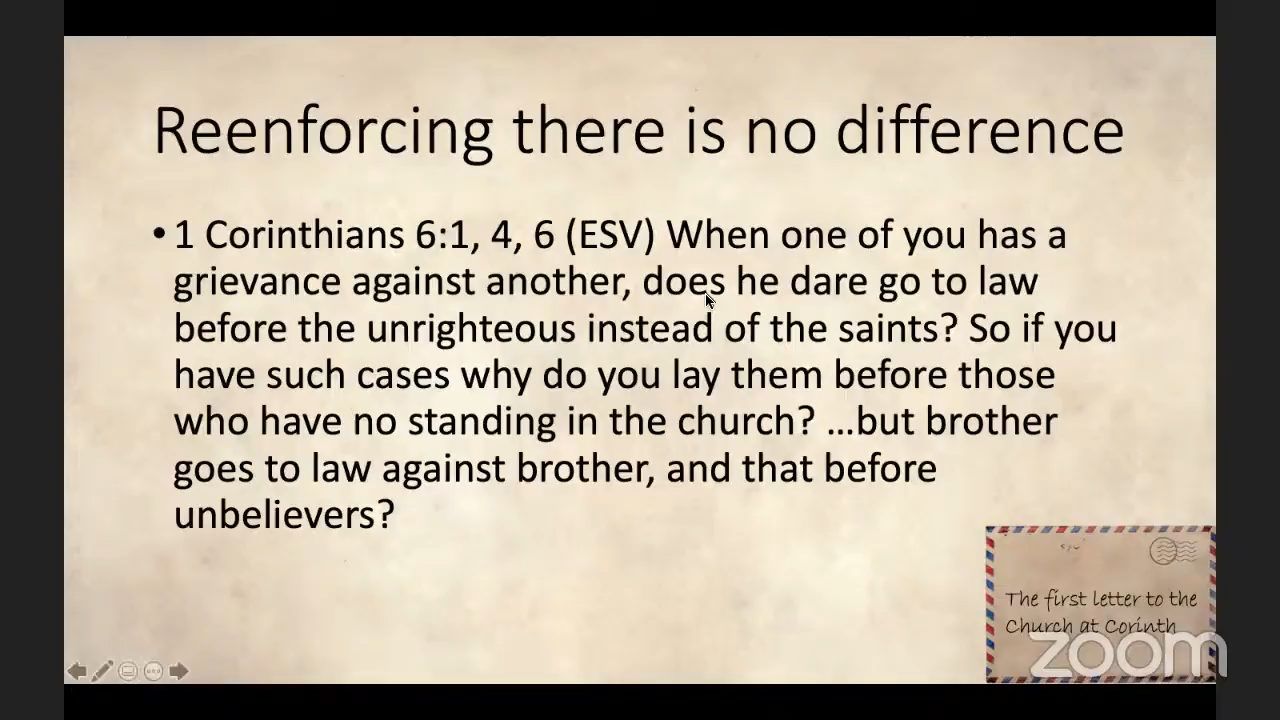 Reenforcing there is no difference
• 1 Corinthians 6:1, 4, 6 (ESV) When one of you has a
grievance against another, does he dare go to law
before the unrighteous instead of the saints? So if you
have such cases why do you lay them before those
who have no standing in the church? …but brother
goes to law against brother, and that before
unbelievers?
The first letter to the
Church at Corinth
zoom